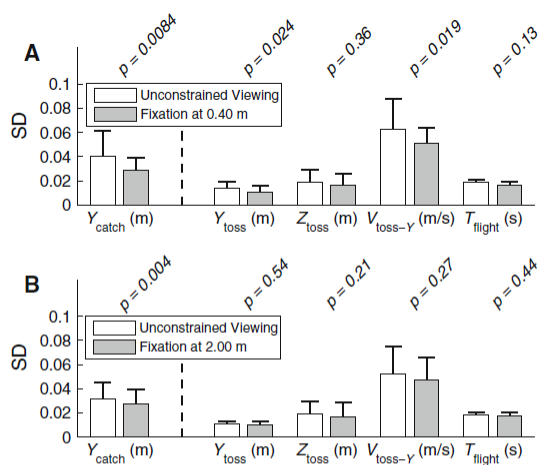 A
p = 0.0084 p = 0.024 p = 0.36 p = 0.019 p = 0.13
0.1
Unconstrained Viewing
0.08
Fixation at 0.40 m
SD
0.06
0.04
0.02
0
Ycatch (m) Ytoss (m) Ztoss (m) Vtoss–Y (m/s) Tflight (s)
B
p = 0.004 p = 0.54 p = 0.21 p = 0.27 p = 0.44
0.1
Unconstrained Viewing
0.08
Fixation at 2.00 m
SD
0.06
0.04
0.02
0
Ycatch (m) Ytoss (m) Ztoss (m) Vtoss–Y (m/s) Tflight (s)